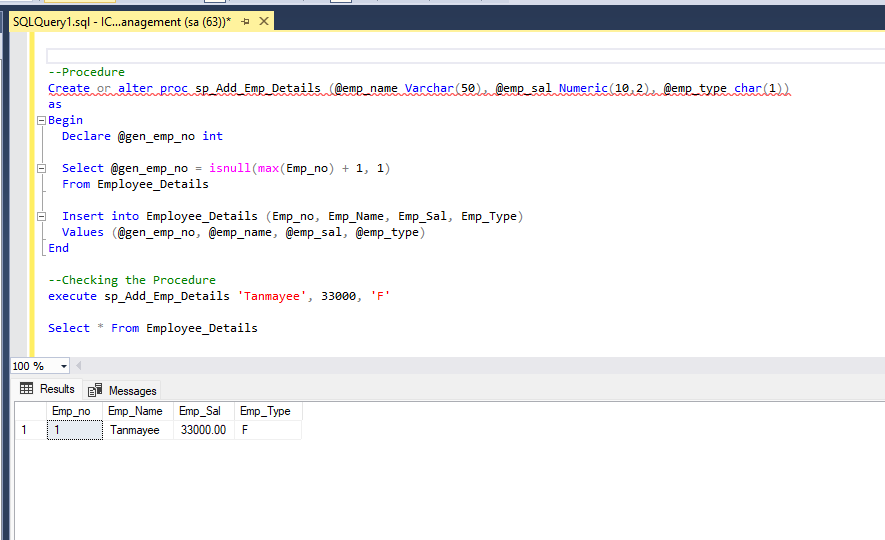 SQLQuery1.sql - IC...anagement (sa (63))*
--Procedure
Create or alter proc sp_Add_Emp_Details (@emp_name Varchar(50), @emp_sal Numeric(10,2), @emp_type char(1))
as
Begin
Declare @gen_emp_no int
Select @gen_emp_no = isnull(max(Emp_no) + 1, 1)
From Employee_Details
Insert into Employee_Details (Emp_no, Emp_Name, Emp_Sal, Emp_Type)
Values (@gen_emp_no, @emp_name, @emp_sal, @emp_type)
End
--Checking the Procedure
execute sp_Add_Emp_Details 'Tanmayee', 33000, 'F'
Select * From Employee_Details
100 %
Results Messages
Emp_no Emp_Name Emp_Sal Emp_Type
1 1 Tanmayee 33000.00 F